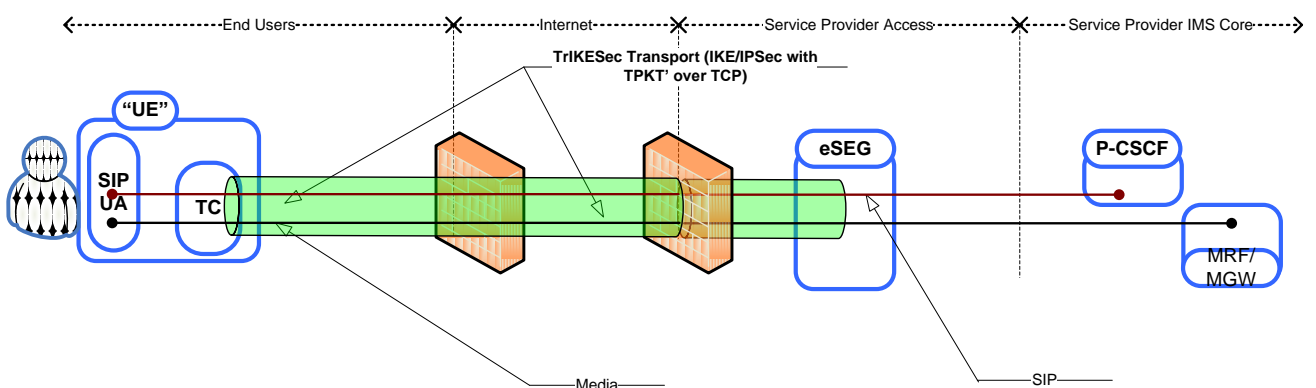 End Users
Internet
Service Provider Access
Service Provider IMS Core
TrIKESec Transport (IKE/IPSec with
TPKT’ over TCP)
“UE”
eSEG
P-CSCF
SIP
UA
TC
MRF/
MGW
Media
SIP